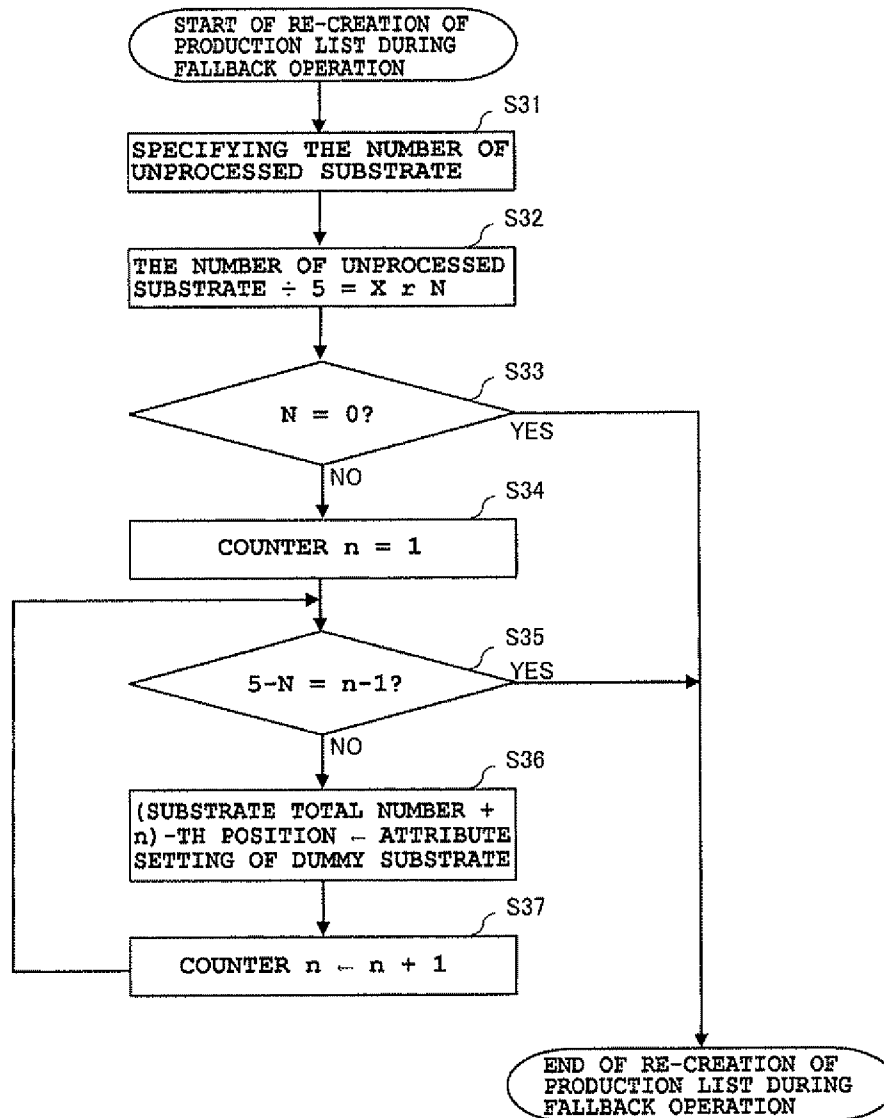 START OF RE-CREATION OF
PRODUCTION LIST DURING
FALLBACK OPERATION
S31
SPECIFYING THE NUMBER OF
UNPROCESSED SUBSTRATE
S32
THE NUMBER OF UNPROCESSED
SUBSTRATE ÷ 5 = X r N
S33
N = 0?
YES
NO
S34
COUNTER n = 1
S35
5-N = n-1?
YES
NO
S36
(SUBSTRATE TOTAL NUMBER +
n)-TH POSITION ← ATTRIBUTE
SETTING OF DUMMY SUBSTRATE
S37
COUNTER n ← n + 1
END OF RE-CREATION OF
PRODUCTION LIST DURING
FALLBACK OPERATION